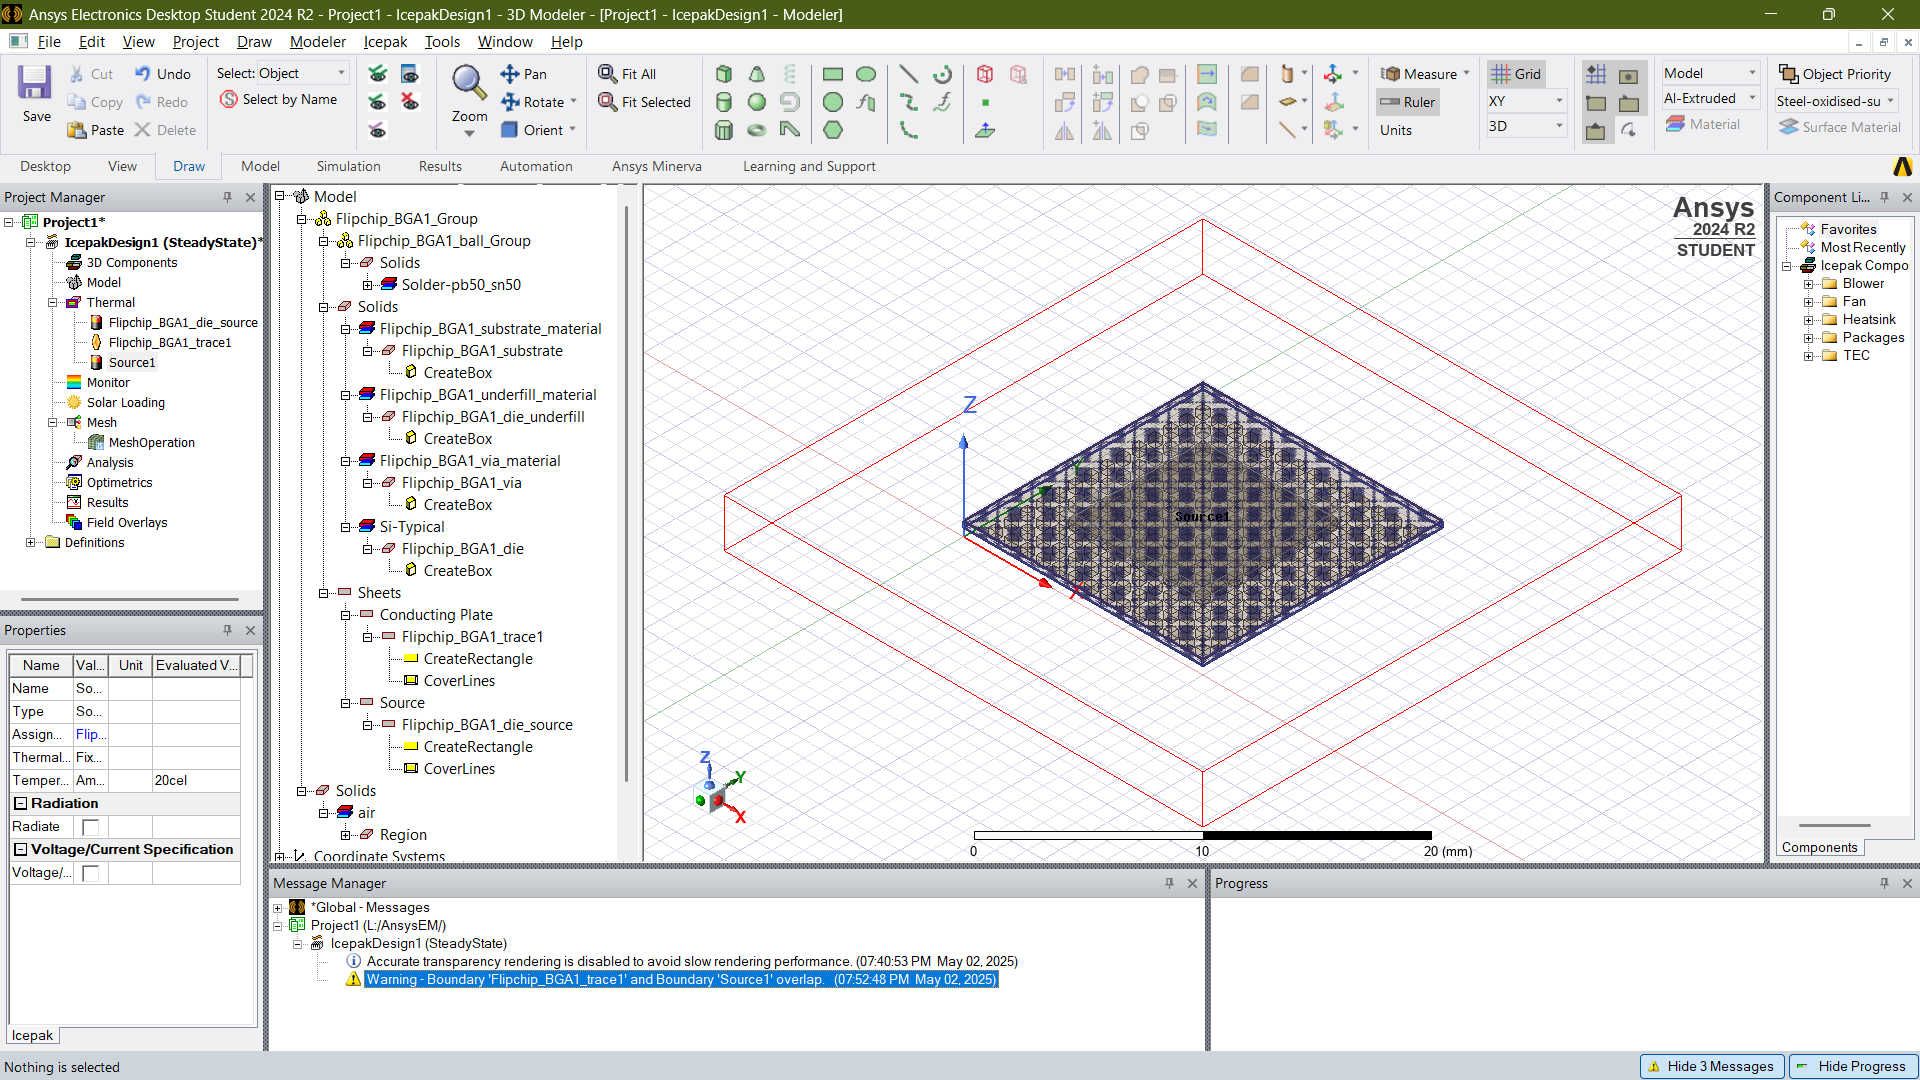 Ansys Electronics Desktop Student 2024 R2 - Project1 - IcepakDesign1 - 3D Modeler - [Project1 - IcepakDesign1 - Modeler]
File Edit View Project Draw Modeler Icepak Tools Window Help
Save
Cut
Copy
Paste
Undo
Redo
Delete
Select: Object
Select by Name
Zoom
Pan
Rotate
Orient
Fit All
Fit Selected
Measure
Ruler
Units
Grid
XY
3D
Model
Al-Extruded
Material
Object Priority
Steel-oxidised-su
Surface Material
Desktop View Draw Model Simulation Results Automation Ansys Minerva Learning and Support
Project Manager
Project1*
IcepakDesign1 (SteadyState)*
3D Components
Model
Thermal
Flipchip_BGA1_die_source
Flipchip_BGA1_trace1
Source1
Monitor
Solar Loading
Mesh
MeshOperation
Analysis
Optimetrics
Results
Field Overlays
Definitions
Properties
Name Val... Unit Evaluated V...
Name So...
Type So...
Assign... Flip...
Thermal... Fix...
Temper... Am... 20cel
Radiation
Radiate
Voltage/Current Specification
Voltage/...
Icepak
Model
Flipchip_BGA1_Group
Flipchip_BGA1_ball_Group
Solids
Solder-pb50_sn50
Solids
Flipchip_BGA1_substrate_material
Flipchip_BGA1_substrate
CreateBox
Flipchip_BGA1_underfill_material
Flipchip_BGA1_die_underfill
CreateBox
Flipchip_BGA1_via_material
Flipchip_BGA1_via
CreateBox
Si-Typical
Flipchip_BGA1_die
CreateBox
Sheets
Conducting Plate
Flipchip_BGA1_trace1
CreateRectangle
CoverLines
Source
Flipchip_BGA1_die_source
CreateRectangle
CoverLines
Solids
air
Region
Coordinate Systems
Ansys
2024 R2
STUDENT
Z
Y
Source1
X
Z
Y
X
0 10 20 (mm)
Component Li...
Favorites
Most Recently
Icepak Compo
Blower
Fan
Heatsink
Packages
TEC
Components
Message Manager
*Global - Messages
Project1 (L:/AnsysEM/)
IcepakDesign1 (SteadyState)
Accurate transparency rendering is disabled to avoid slow rendering performance. (07:40:53 PM May 02, 2025)
Warning - Boundary 'Flipchip_BGA1_trace1' and Boundary 'Source1' overlap. (07:52:48 PM May 02, 2025)
Progress
Nothing is selected
Hide 3 Messages
Hide Progress